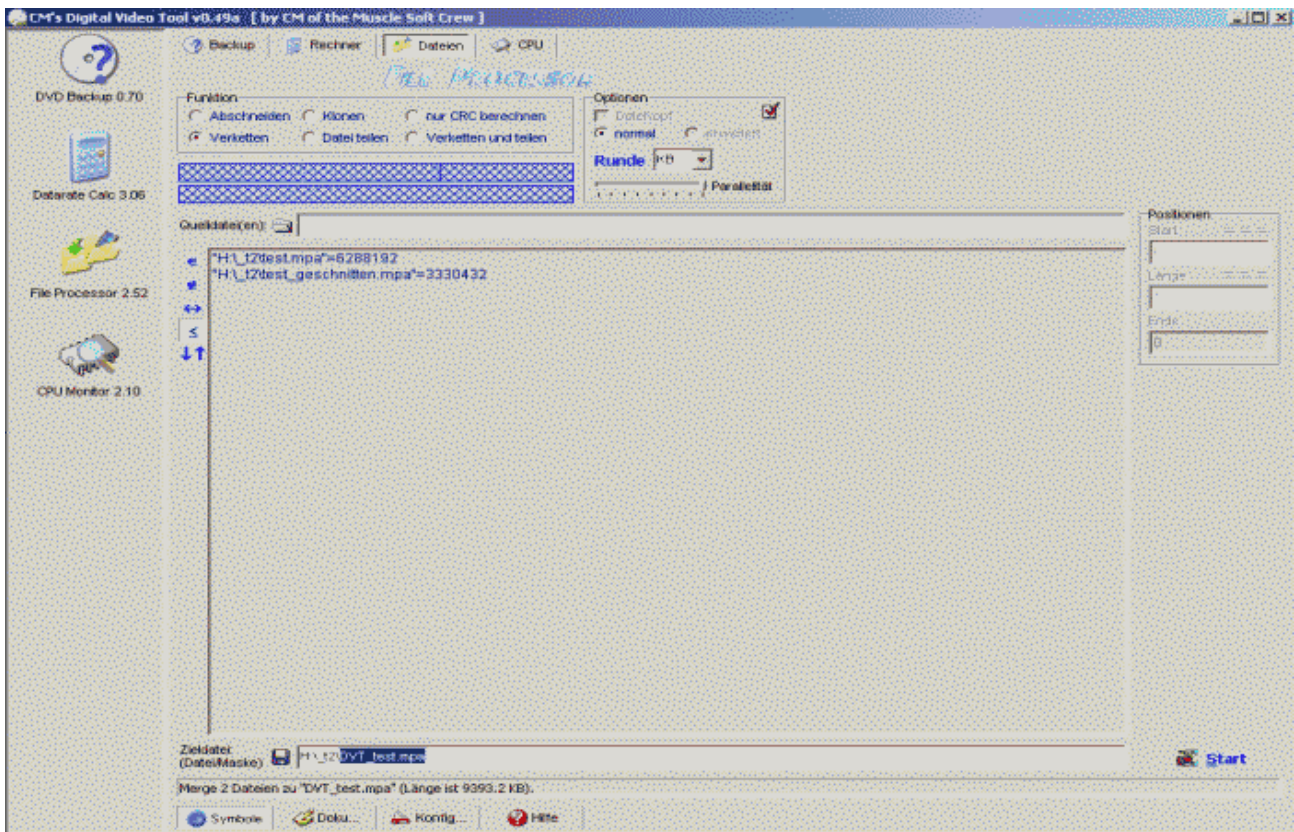 CM's Digital Video Tool v0.49a [ by CM of the Muscle Soft Crew ]
Backup Rechner Dateien CPU
FILE PROCESSOR
DVD Backup 0.70
Datarate Calc 3.06
File Processor 2.52
CPU Monitor 2.10
Funktion
Abschneiden Klonen nur CRC berechnen
Verketten Datei teilen Verketten und teilen
Optionen
Dateikopf
normal erweitert
Runde KB
Parallelität
Quelldatei(en):
"H:\_t2\test.mpa"=6288192
"H:\_t2\test_geschnitten.mpa"=3330432
Positionen
Start
Länge
Ende
0
Zieldatei:
(Datei/Maske)
H:\_t2\DVT_test.mpa
Start
Merge 2 Dateien zu "DVT_test.mpa" (Länge ist 9393.2 KB).
Symbole Doku... Konfig... Hilfe